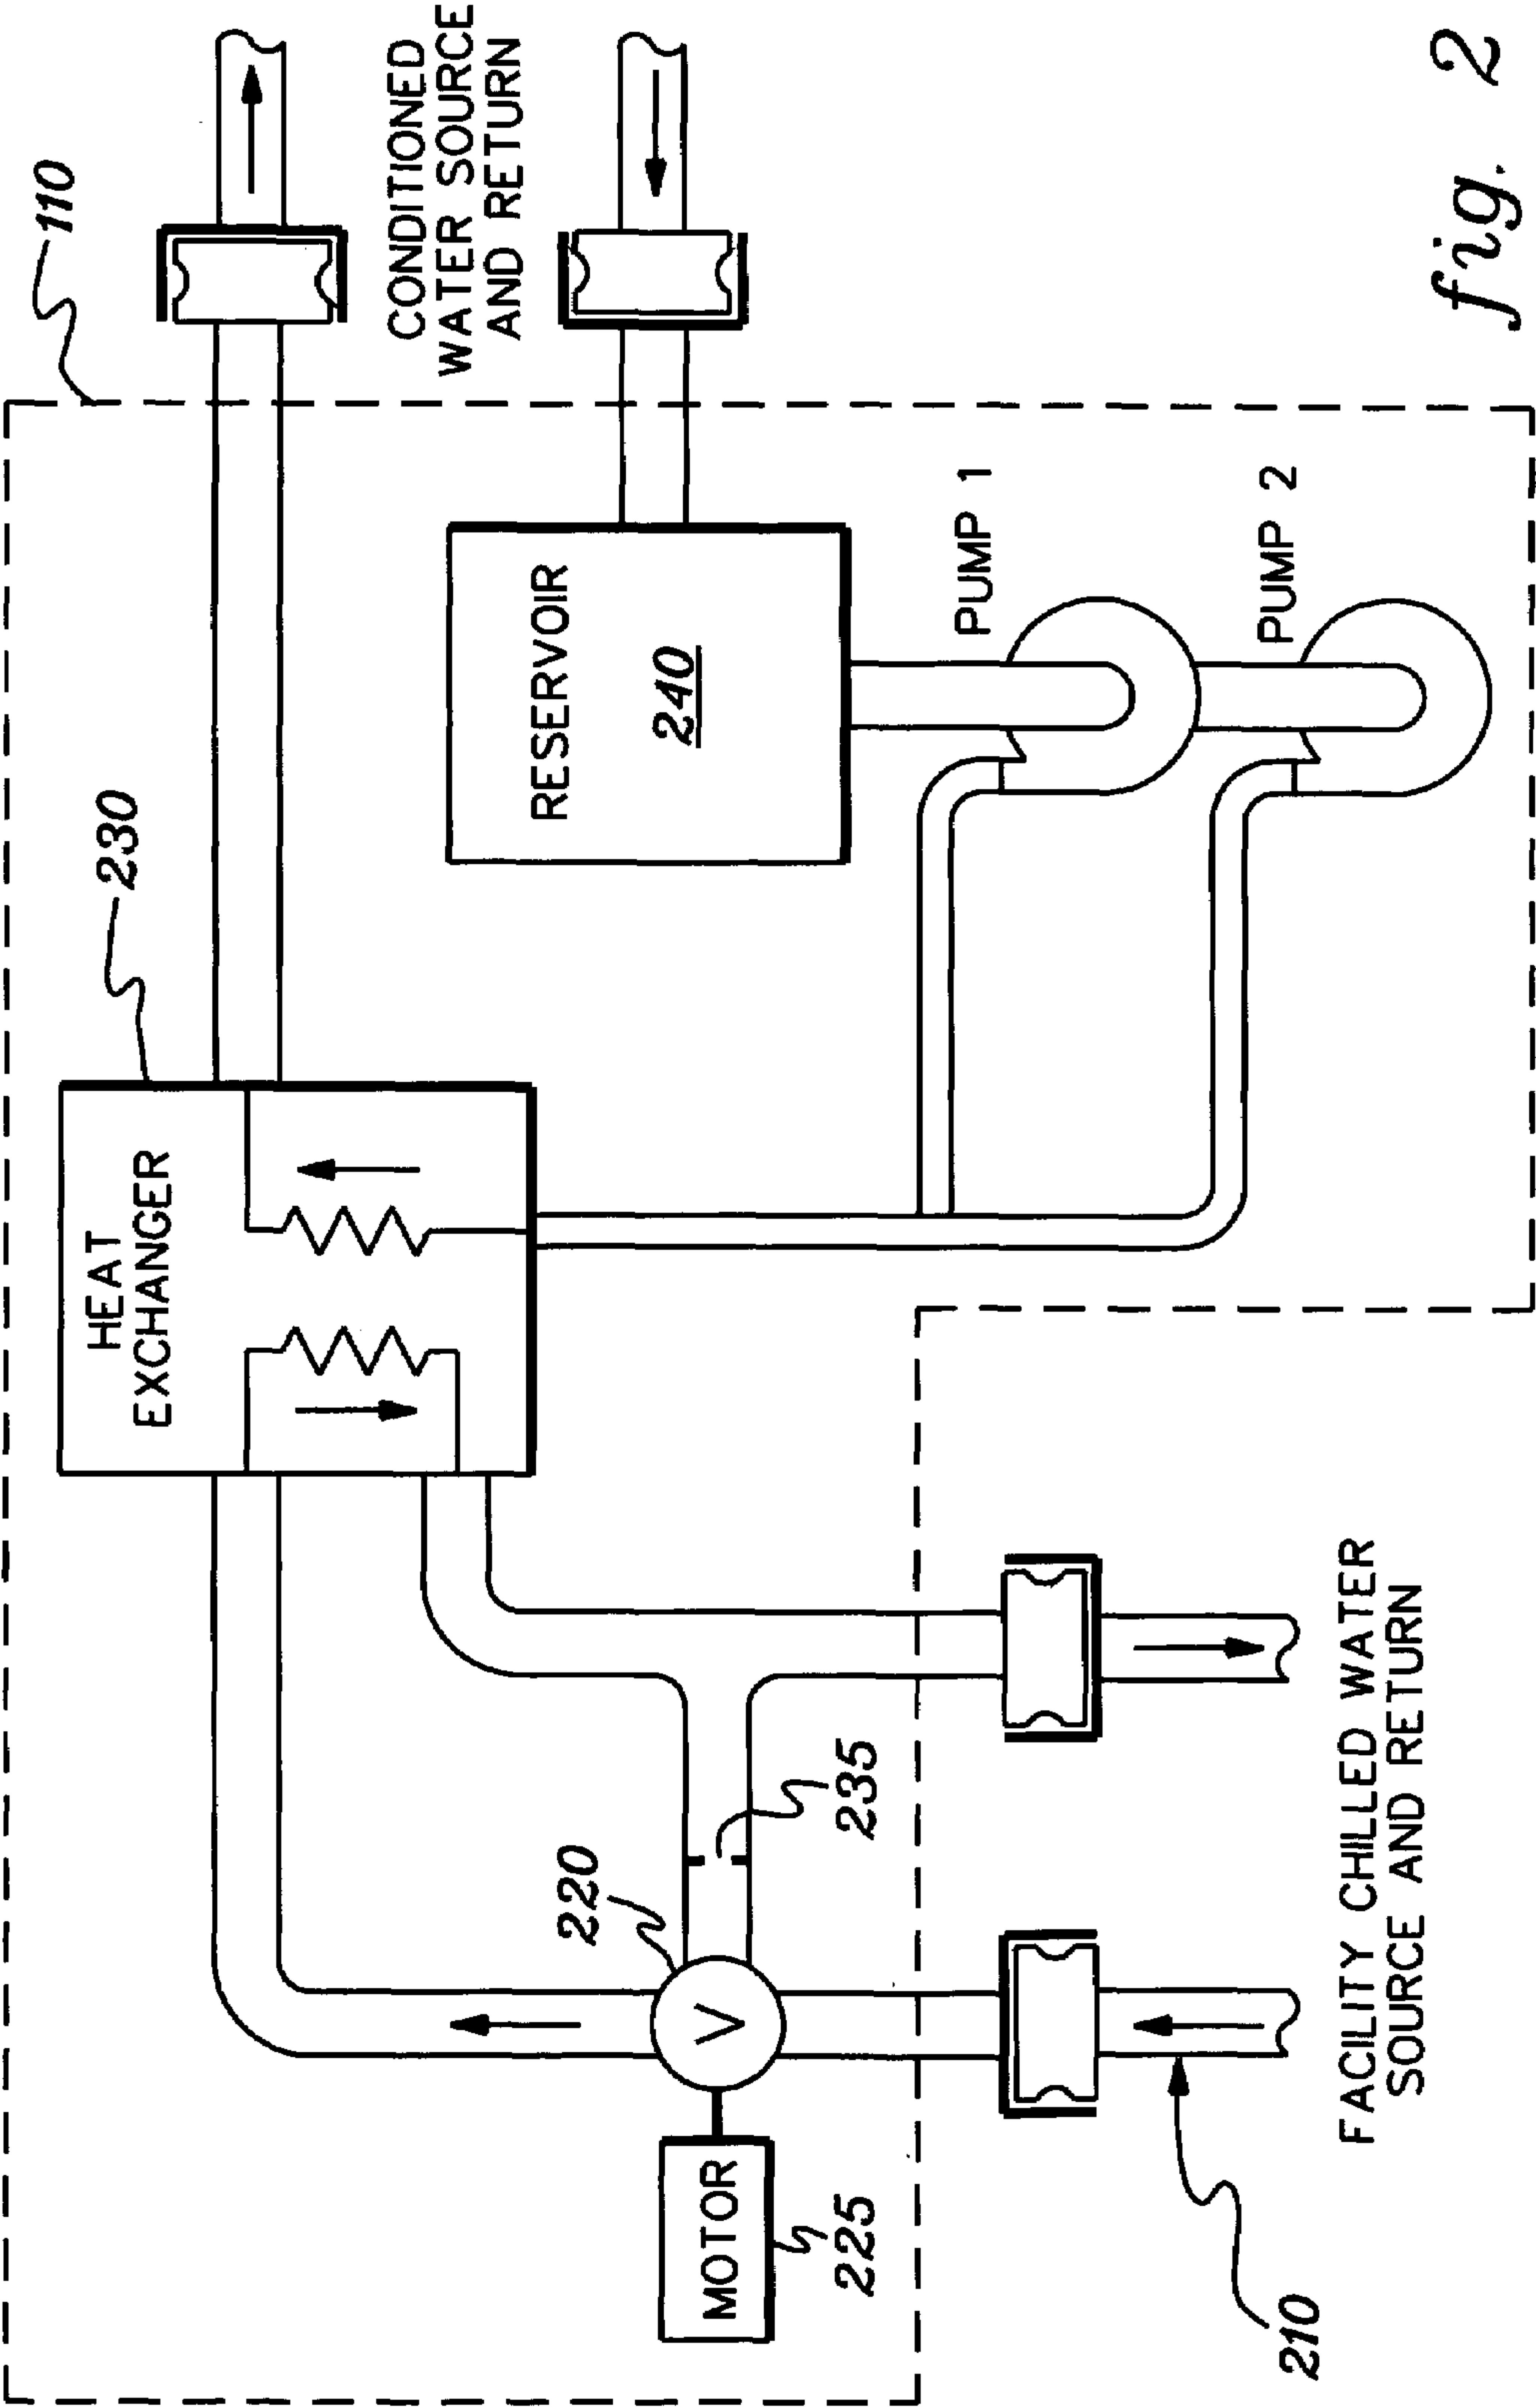 110
230
HEAT
EXCHANGER
CONDITIONED
WATER SOURCE
AND RETURN
RESERVOIR
240
220
V
MOTOR
225
235
PUMP 1
PUMP 2
210
FACILITY CHILLED WATER
SOURCE AND RETURN
fig. 2